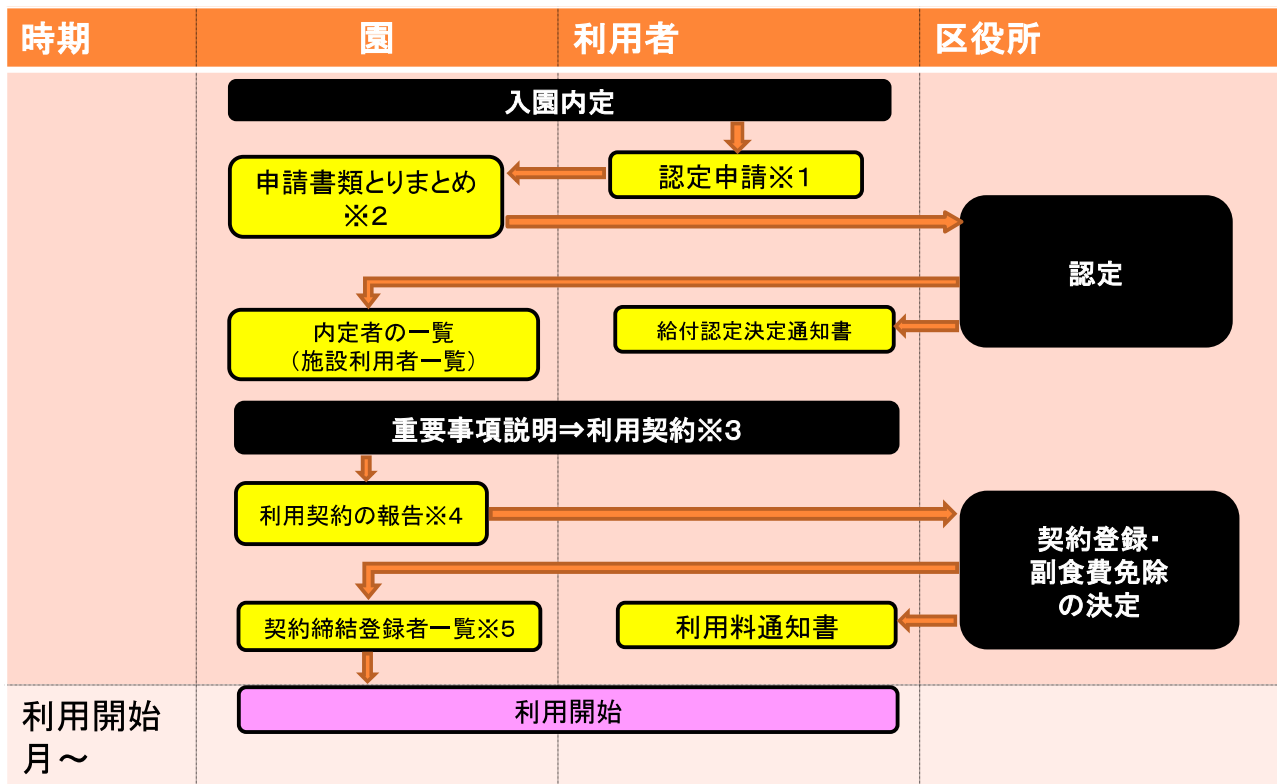 時期
園
利用者
区役所
入園内定
認定申請※1
申請書類とりまとめ
※2
認定
内定者の一覧
（施設利用者一覧）
給付認定決定通知書
重要事項説明⇒利用契約※3
利用契約の報告※4
契約登録・
副食費免除
の決定
契約締結登録者一覧※5
利用料通知書
利用開始
月～
利用開始